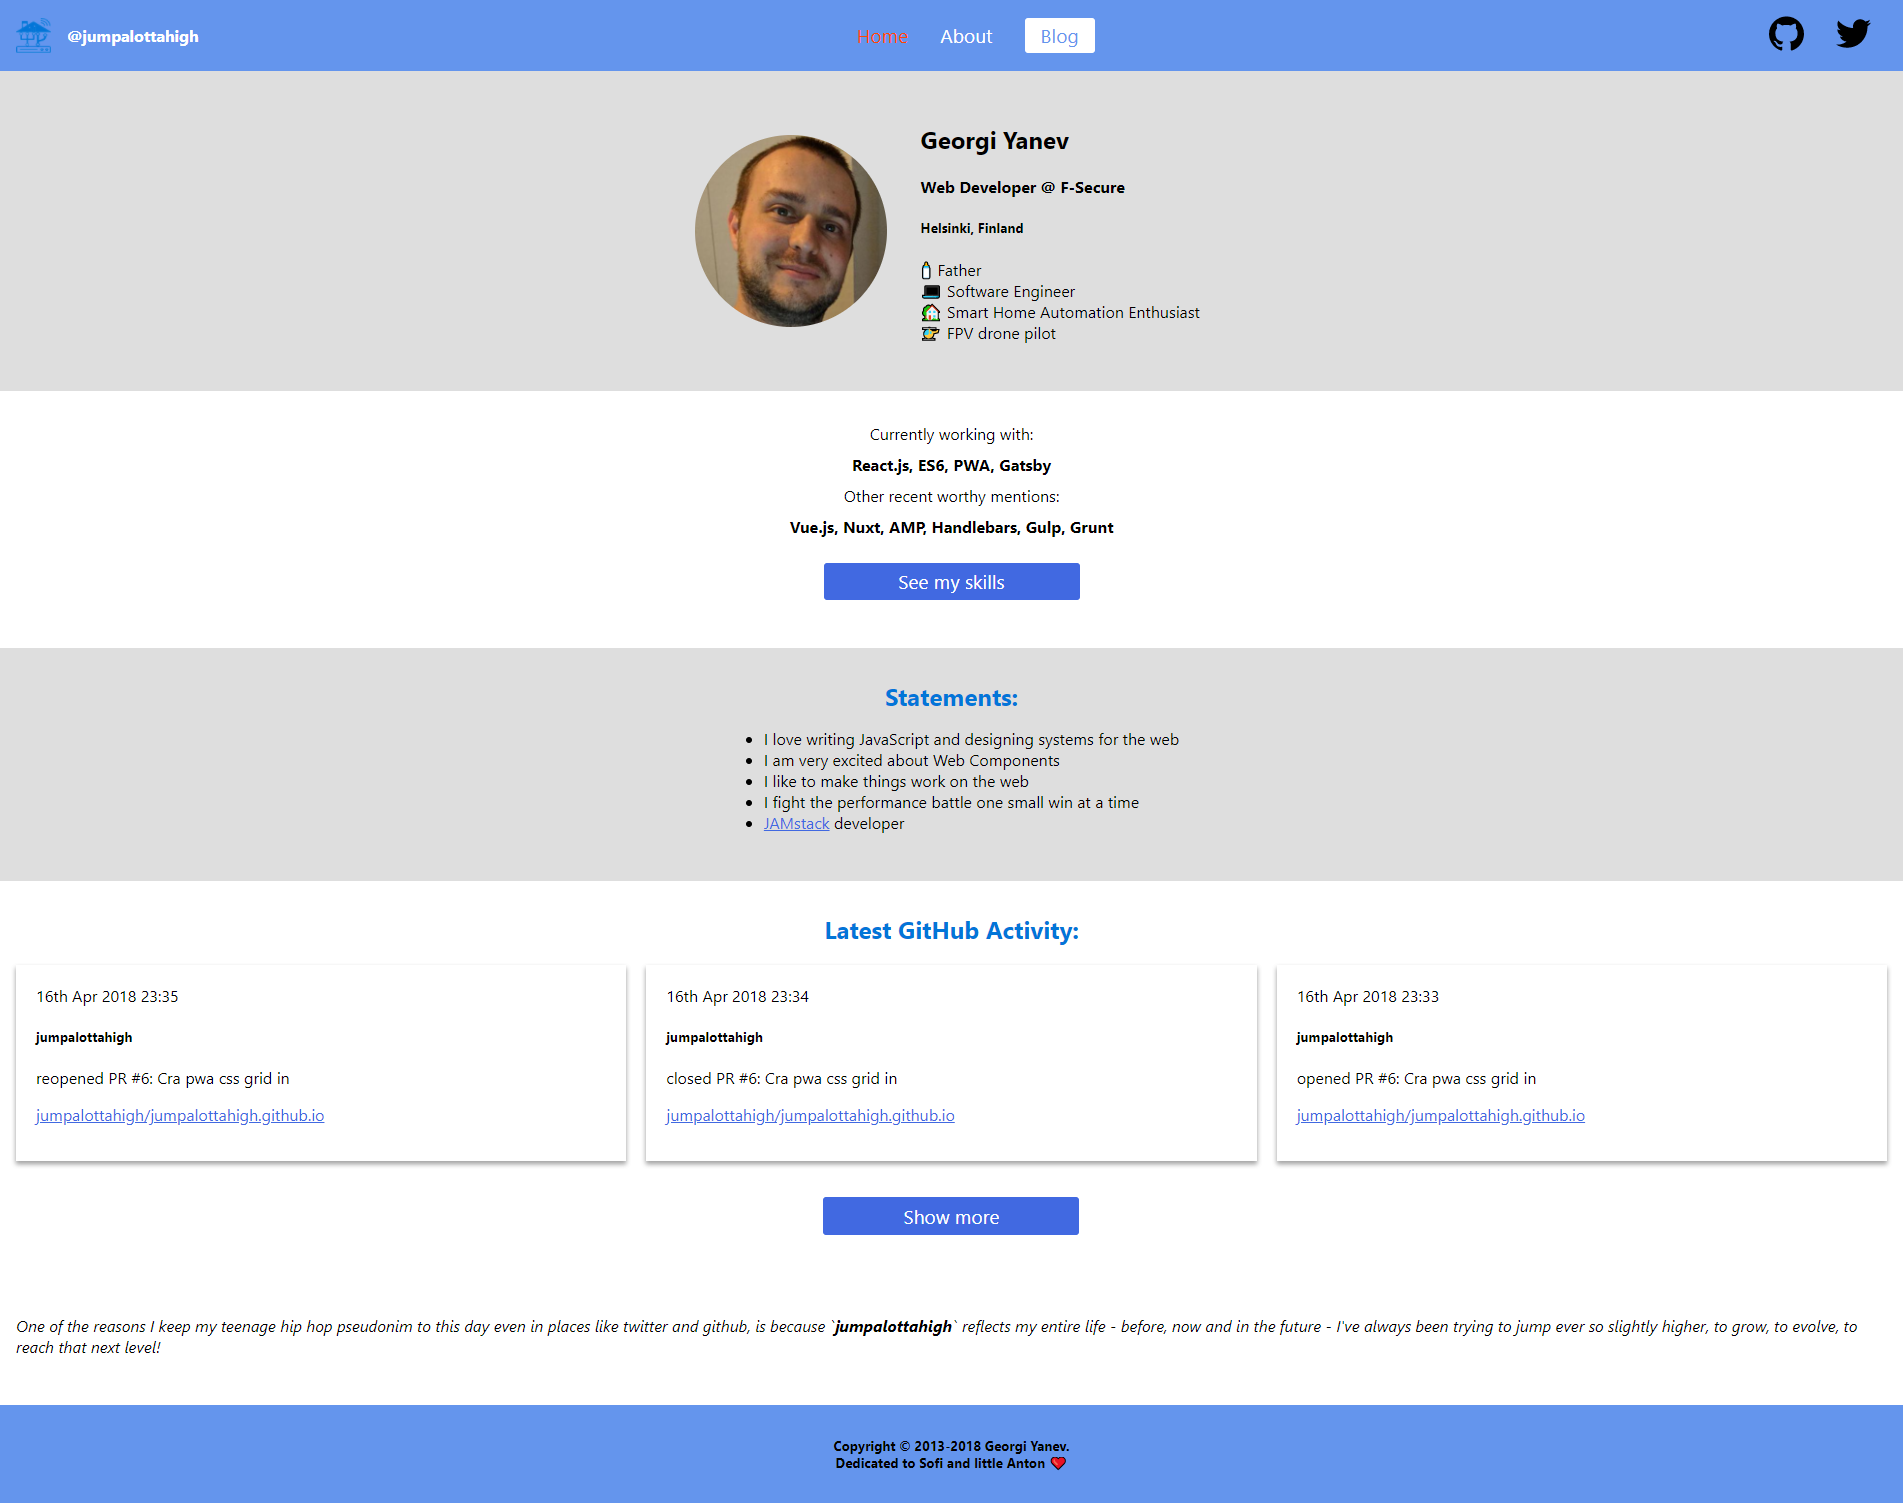 @jumpalottahigh
Home About Blog
Georgi Yanev
Web Developer @ F-Secure
Helsinki, Finland
Father
Software Engineer
Smart Home Automation Enthusiast
FPV drone pilot
Currently working with:
React.js, ES6, PWA, Gatsby
Other recent worthy mentions:
Vue.js, Nuxt, AMP, Handlebars, Gulp, Grunt
See my skills
Statements:
I love writing JavaScript and designing systems for the web
I am very excited about Web Components
I like to make things work on the web
I fight the performance battle one small win at a time
JAMstack developer
Latest GitHub Activity:
16th Apr 2018 23:35
jumpalottahigh
reopened PR #6: Cra pwa css grid in
jumpalottahigh/jumpalottahigh.github.io
16th Apr 2018 23:34
jumpalottahigh
closed PR #6: Cra pwa css grid in
jumpalottahigh/jumpalottahigh.github.io
16th Apr 2018 23:33
jumpalottahigh
opened PR #6: Cra pwa css grid in
jumpalottahigh/jumpalottahigh.github.io
Show more
One of the reasons I keep my teenage hip hop pseudonim to this day even in places like twitter and github, is because `jumpalottahigh` reflects my entire life - before, now and in the future - I've always been trying to jump ever so slightly higher, to grow, to evolve, to
reach that next level!
Copyright © 2013-2018 Georgi Yanev.
Dedicated to Sofi and little Anton ❤